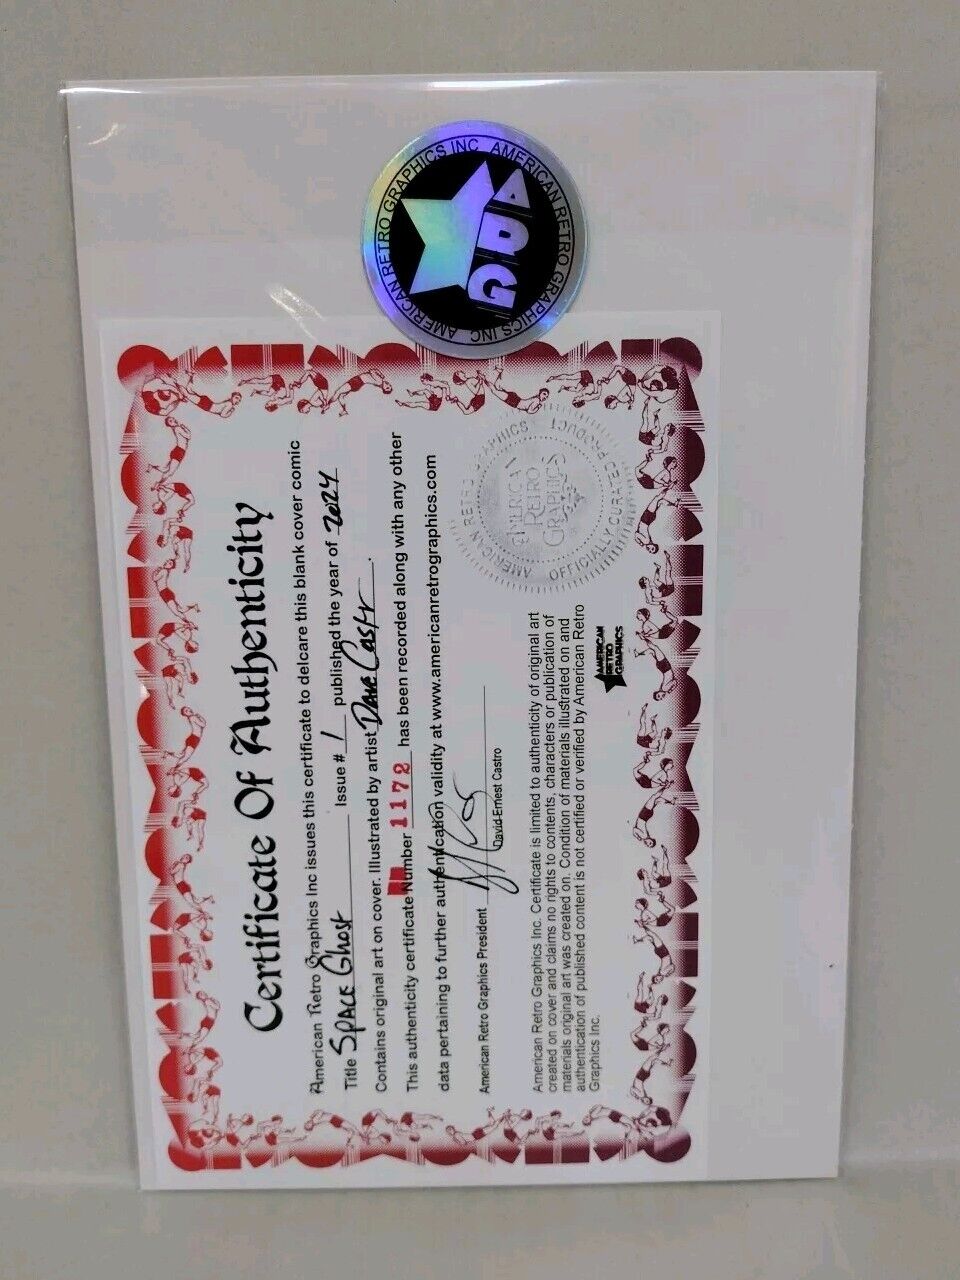 AMERICAN RETRO GRAPHICS INC AMERICAN RETRO GRAPHICS INC
ARG
Certificate Of Authenticity
American Retro Graphics Inc issues this certificate to delcare this blank cover comic
Title SPACE Ghost Issue # 1 published the year of 2024
Contains original art on cover. Illustrated by artist Dave Castr.
This authenticity certificate Number 1172 has been recorded along with any other
data pertaining to further authentication validity at www.americanretrographics.com
American Retro Graphics President
David-Ernest Castro
AMERICAN RETRO GRAPHICS
OFFICIALLY CURATED PRODUCT
AMERICAN
RETRO
GRAPHICS
American Retro Graphics Inc. Certificate is limited to authenticity of original art
created on cover and claims no rights to contents, characters or publication of
materials original art was created on. Condition of materials illustrated on and
authentication of published content is not certified or verified by American Retro
Graphics Inc.
AMERICAN
RETRO
GRAPHICS